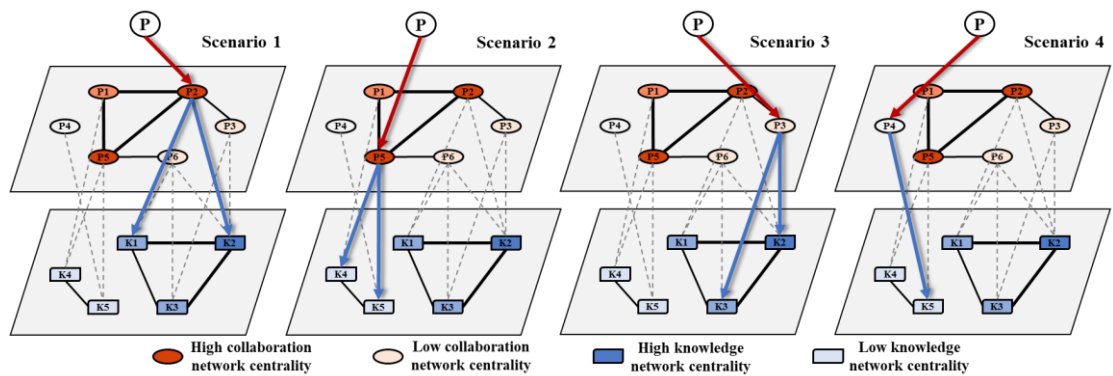 P P P P
Scenario 1 Scenario 2 Scenario 3 Scenario 4
P1 P2 P1 P2 P1 P2 P1 P2
P4 P3 P4 P3 P4 P3 P4 P3
P5 P6 P5 P6 P5 P6 P5 P6
K1 K2 K1 K2 K1 K2 K1 K2
K4 K4 K4 K4
K5 K3 K5 K3 K5 K3 K5 K3
High collaboration Low collaboration High knowledge Low knowledge
network centrality network centrality network centrality network centrality